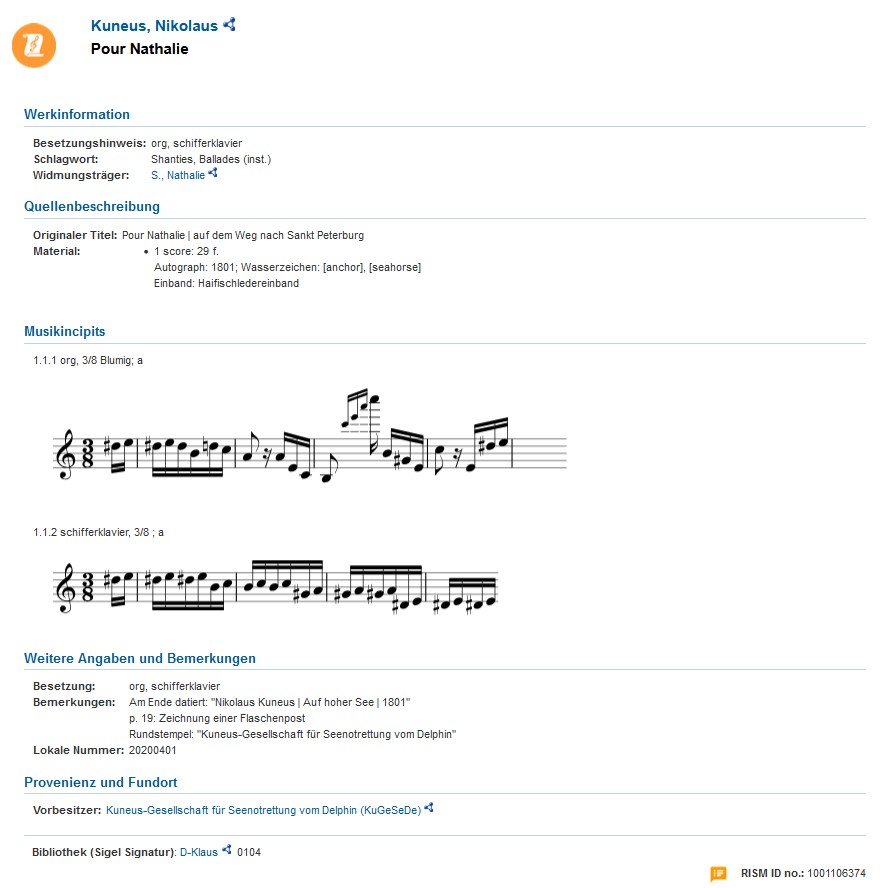 Kuneus, Nikolaus
Pour Nathalie
Werkinformation
Besetzungshinweis: org, schifferklavier
Schlagwort: Shanties, Ballades (inst.)
Widmungsträger: S., Nathalie
Quellenbeschreibung
Originaler Titel: Pour Nathalie | auf dem Weg nach Sankt Peterburg
Material: • 1 score: 29 f.
Autograph: 1801; Wasserzeichen: [anchor], [seahorse]
Einband: Haifischledereinband
Musikincipits
1.1.1 org, 3/8 Blumig; a
3
8
1.1.2 schifferklavier, 3/8 ; a
3
8
Weitere Angaben und Bemerkungen
Besetzung: org, schifferklavier
Bemerkungen: Am Ende datiert: "Nikolaus Kuneus | Auf hoher See | 1801"
p. 19: Zeichnung einer Flaschenpost
Rundstempel: "Kuneus-Gesellschaft für Seenotrettung vom Delphin"
Lokale Nummer: 20200401
Provenienz und Fundort
Vorbesitzer: Kuneus-Gesellschaft für Seenotrettung vom Delphin (KuGeSeDe)
Bibliothek (Sigel Signatur): D-Klaus 0104
RISM ID no.: 1001106374